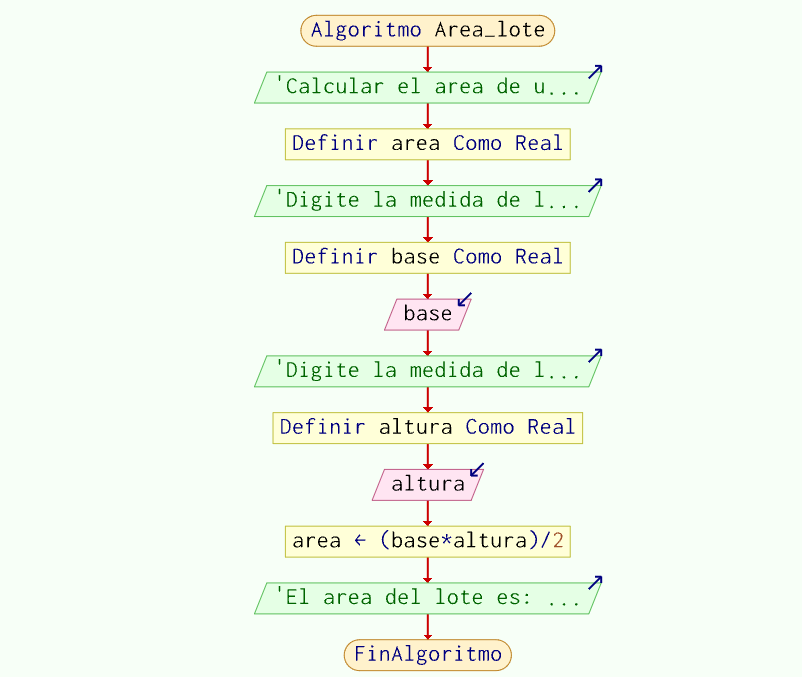 Algoritmo Area_lote
'Calcular el area de u...
Definir area Como Real
'Digite la medida de l...
Definir base Como Real
base
'Digite la medida de l...
Definir altura Como Real
altura
area ← (base*altura)/2
'El area del lote es: ...
FinAlgoritmo